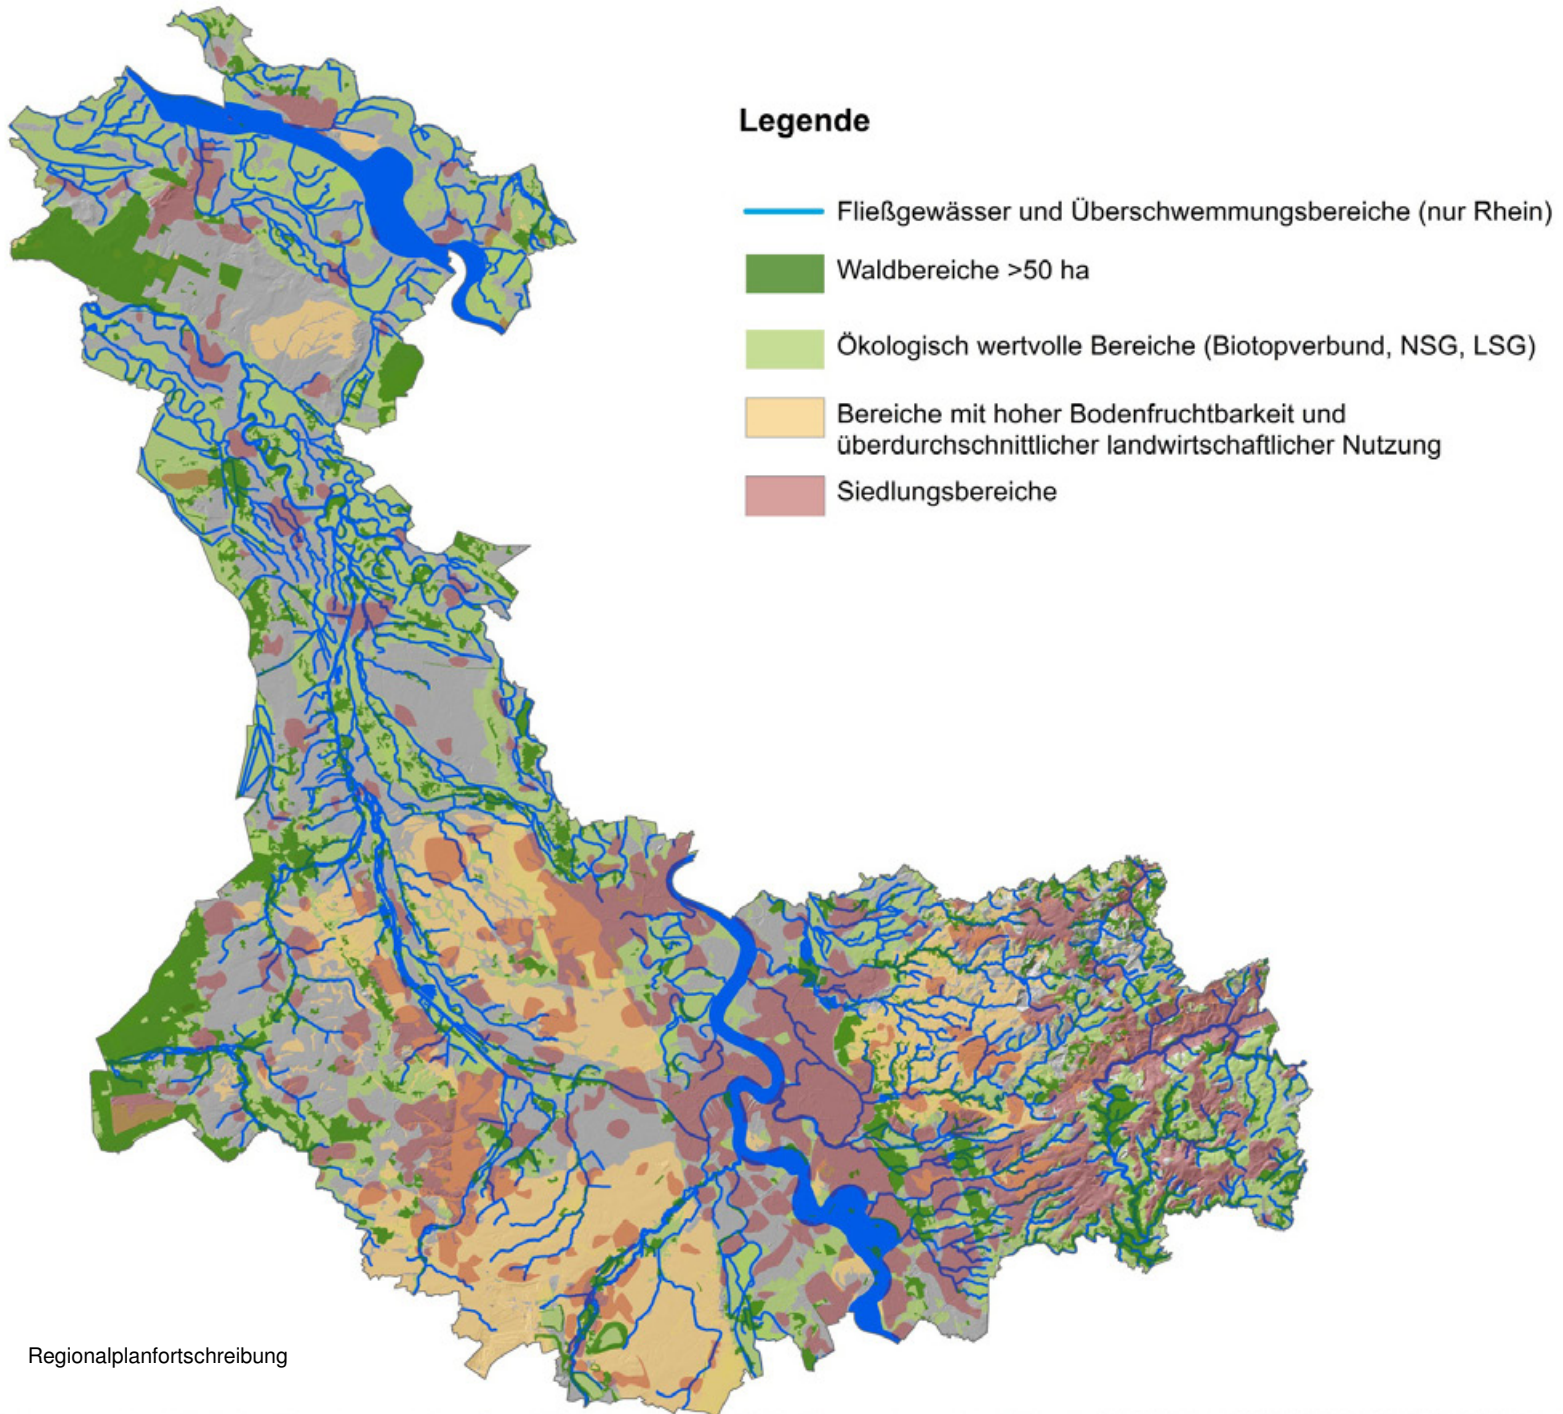 Legende
Fließgewässer und Überschwemmungsbereiche (nur Rhein)
Waldbereiche >50 ha
Ökologisch wertvolle Bereiche (Biotopverbund, NSG, LSG)
Bereiche mit hoher Bodenfruchtbarkeit und
überdurchschnittlicher landwirtschaftlicher Nutzung
Siedlungsbereiche
Regionalplanfortschreibung